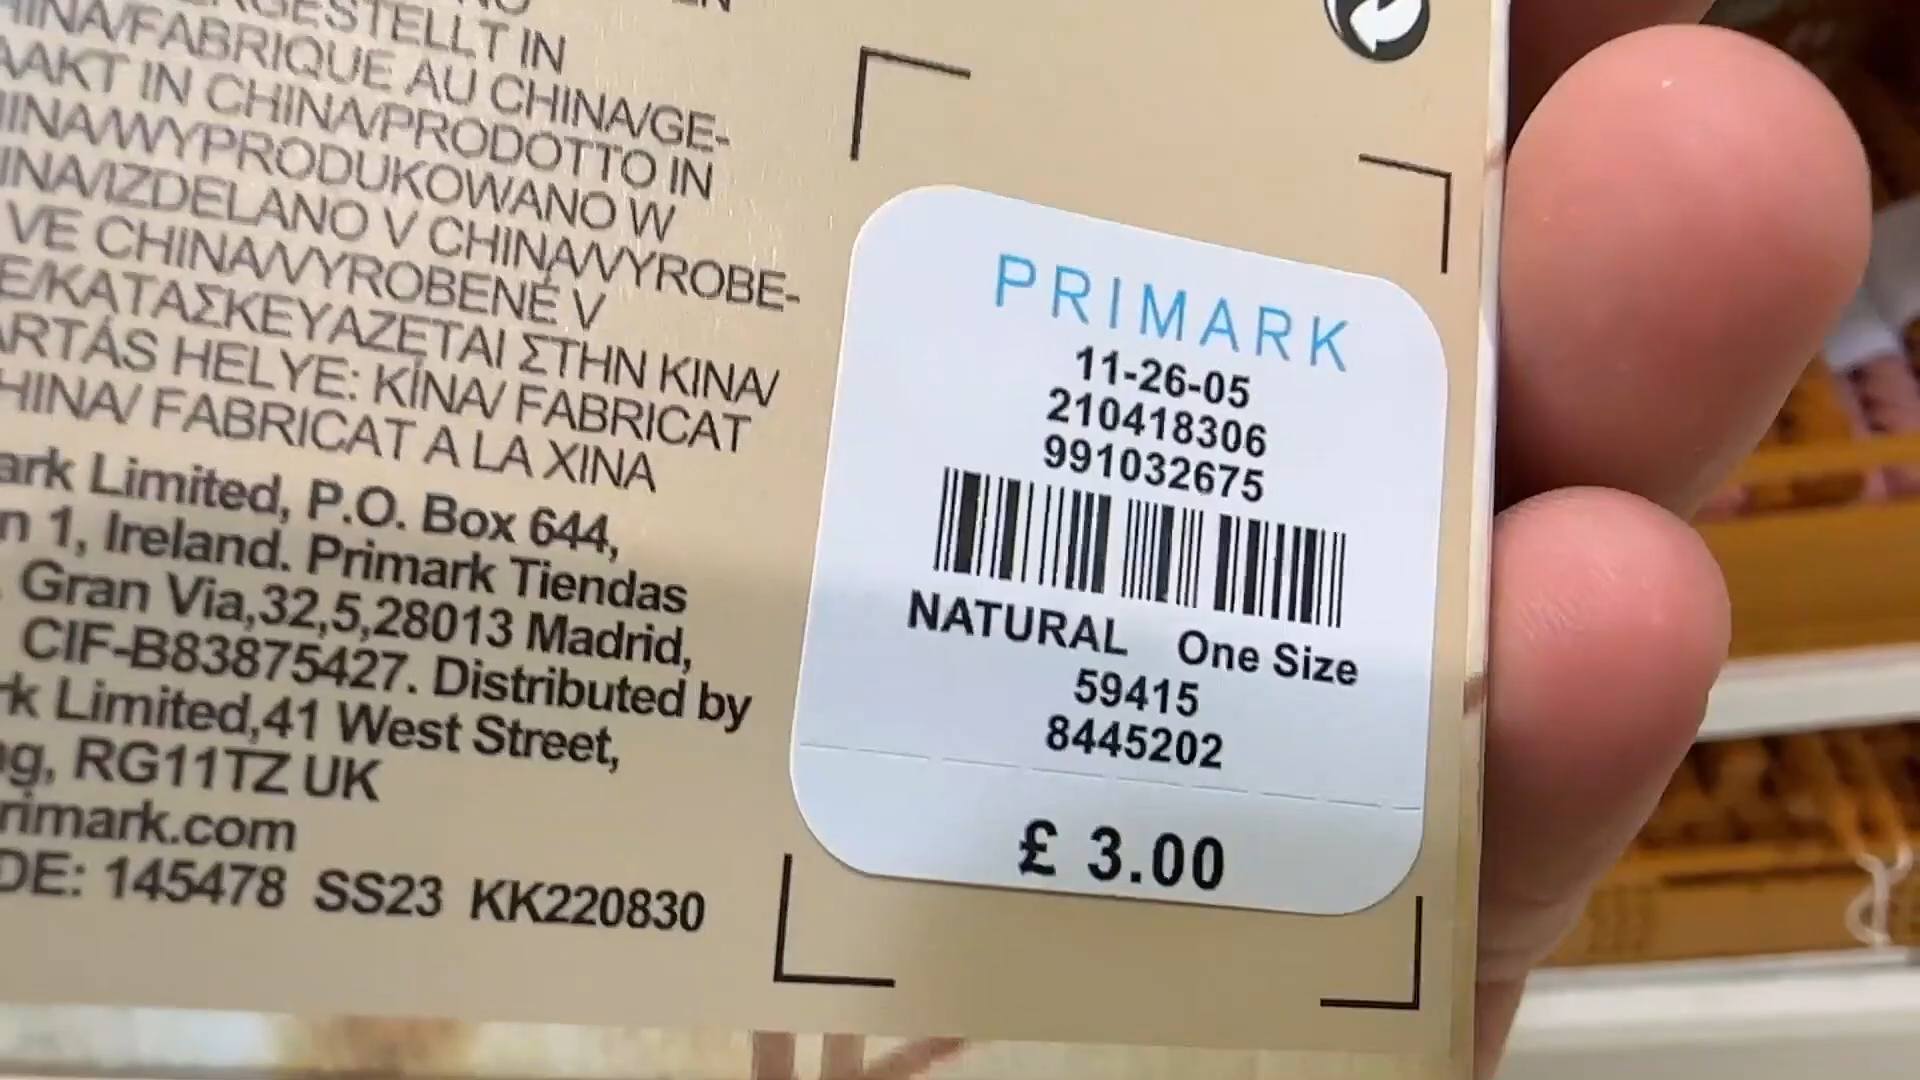 GESTELLT IN
INA/FABRIQUE AU CHINA/GE-
AAKT IN CHINA/PRODOTTO IN
INA/WYPRODUKOWANO W
INA/IZDELANO V CHINA/VYROBE-
VE CHINA/VYROBENÉ V
E/ΚΑΤΑΣΚΕΥΑΖΕΤΑΙ ΣΤΗΝ ΚΙΝΑ/
ARTÁS HELYE: KÍNA/ FABRICAT
HINA/ FABRICAT A LA XINA
ark Limited, P.O. Box 644,
n 1, Ireland. Primark Tiendas
Gran Via,32,5,28013 Madrid,
CIF-B83875427. Distributed by
rk Limited,41 West Street,
g, RG11TZ UK
rimark.com
DE: 145478 SS23 KK220830
PRIMARK
11-26-05
210418306
991032675
NATURAL One Size
59415
8445202
£ 3.00